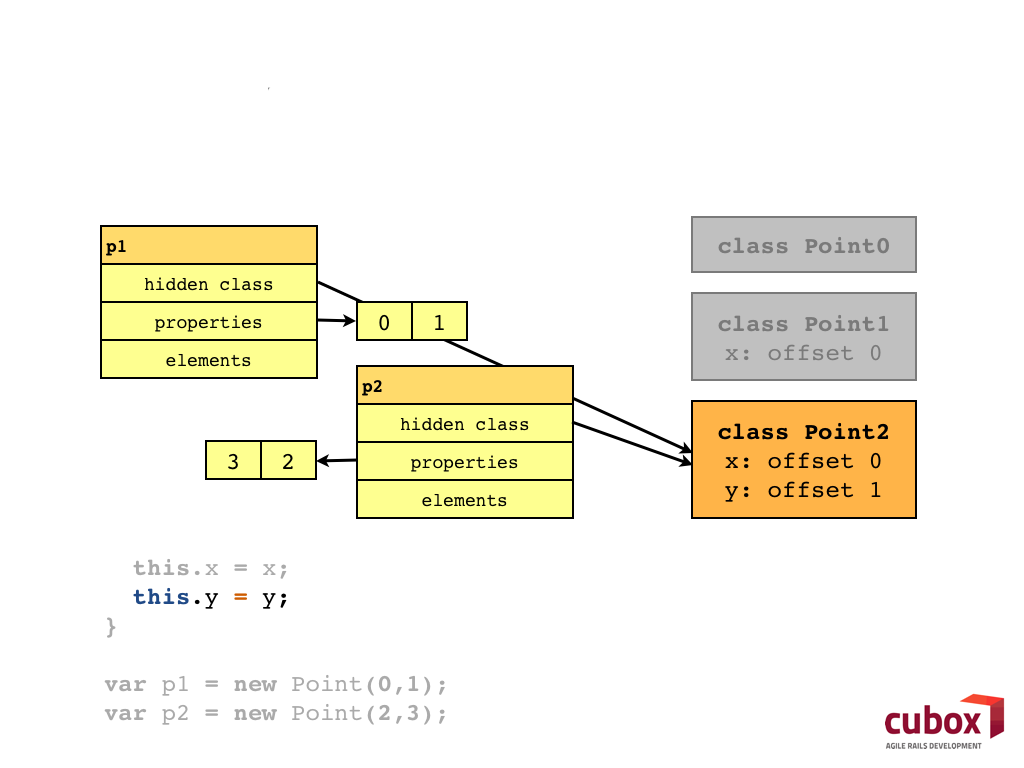 p1
hidden class
properties
elements
0 1
p2
hidden class
properties
elements
3 2
class Point0
class Point1
x: offset 0
class Point2
x: offset 0
y: offset 1
this.x = x;
this.y = y;
}
var p1 = new Point(0,1);
var p2 = new Point(2,3);
cubox
AGILE RAILS DEVELOPMENT